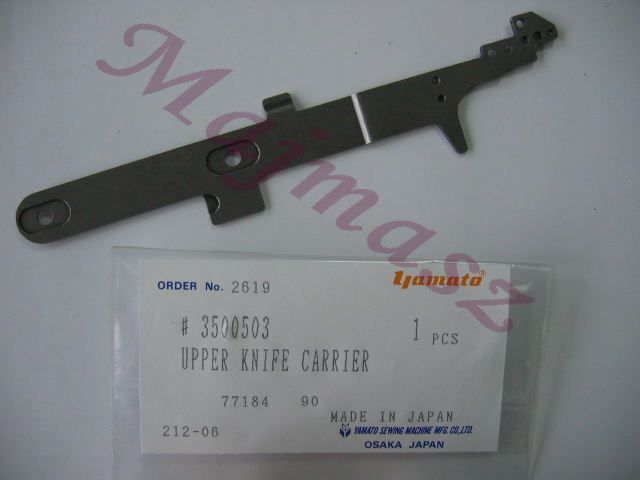 Majmasz
ORDER No. 2619
yamato®
# 3500503
1 PCS
UPPER KNIFE CARRIER
77184 90
MADE IN JAPAN
212-06
YAMATO SEWING MACHINE MFG. CO., LTD.
OSAKA JAPAN